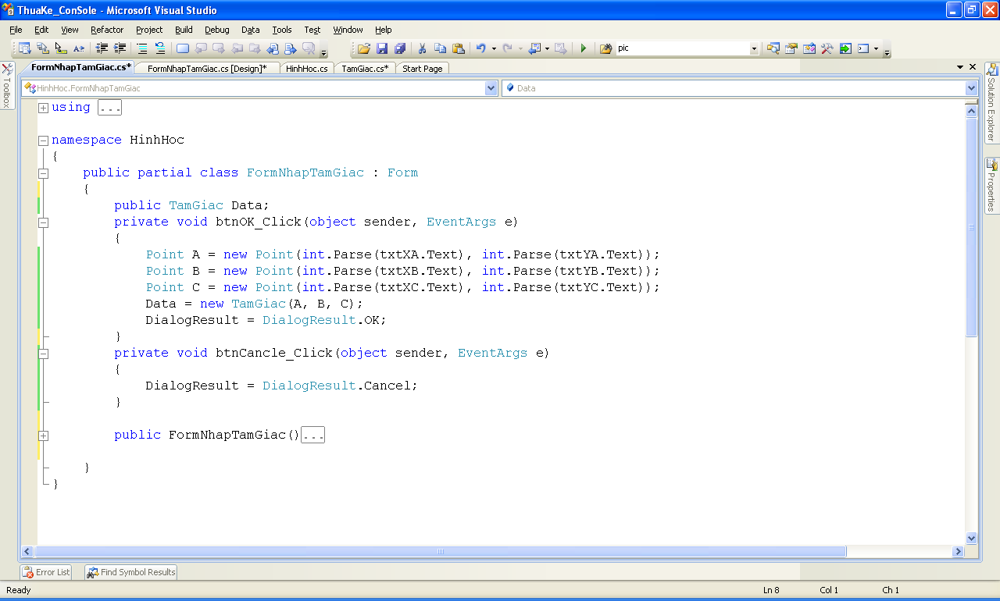 ThuaKe_ConSole - Microsoft Visual Studio
File Edit View Refactor Project Build Debug Data Tools Test Window Help
pic
FormNhapTamGiac.cs* FormNhapTamGiac.cs [Design]* HinhHoc.cs TamGiac.cs* Start Page
HinhHoc.FormNhapTamGiac Data
Toolbox
Solution Explorer
Properties
using ...
namespace HinhHoc
{
public partial class FormNhapTamGiac : Form
{
public TamGiac Data;
private void btnOK_Click(object sender, EventArgs e)
{
Point A = new Point(int.Parse(txtXA.Text), int.Parse(txtYA.Text));
Point B = new Point(int.Parse(txtXB.Text), int.Parse(txtYB.Text));
Point C = new Point(int.Parse(txtXC.Text), int.Parse(txtYC.Text));
Data = new TamGiac(A, B, C);
DialogResult = DialogResult.OK;
}
private void btnCancle_Click(object sender, EventArgs e)
{
DialogResult = DialogResult.Cancel;
}
public FormNhapTamGiac()...
}
}
Error List Find Symbol Results
Ready Ln 8 Col 1 Ch 1